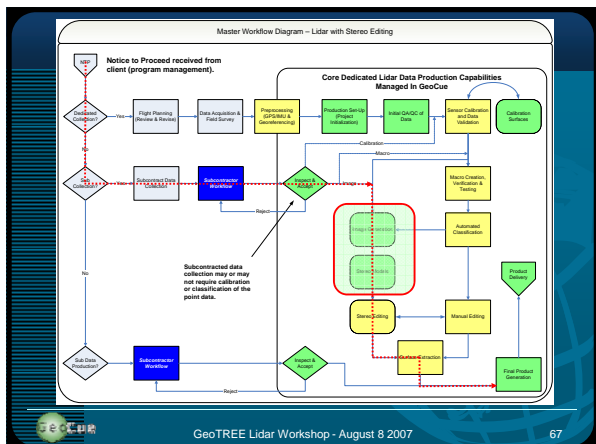 Master Workflow Diagram – Lidar with Stereo Editing
NTP
Notice to Proceed received from
client (program management).
Core Dedicated Lidar Data Production Capabilities
Managed In GeoCue
Dedicated
Collection?
Yes
Flight Planning
(Review & Revise)
Data Acquisition &
Field Survey
Preprocessing
(GPS/IMU &
Georeferencing)
Production Set-Up
(Project
Initialization)
Initial QA/QC of
Data
Sensor Calibration
and Data
Validation
Calibration
Surfaces
No
Calibration
Macro
Sub
Collection?
Yes
Subcontract Data
Collection
Subcontractor
Workflow
Inspect &
Accept
Image
Macro Creation,
Verification &
Testing
Reject
Image Generation
Automated
Classification
Subcontracted data
collection may or may
not require calibration
or classification of the
point data.
Stereo Models
Product
Delivery
No
Stereo Editing
Manual Editing
Sub Data
Production?
Yes
Subcontractor
Workflow
Inspect &
Accept
Surface Extraction
Final Product
Generation
Reject
GeoCue
GeoTREE Lidar Workshop - August 8 2007
67